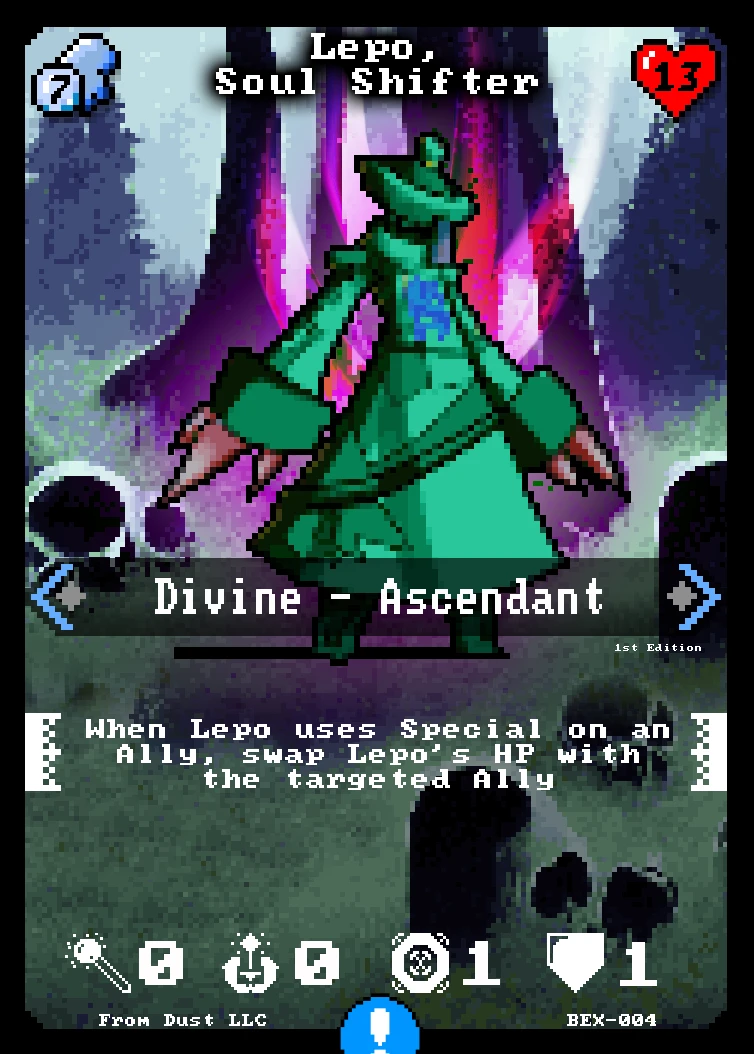 Lepo,
Soul Shifter
7
13
Divine - Ascendant
1st Edition
When Lepo uses Special on an
Ally, swap Lepo's HP with
the targeted Ally
0 0 1 1
From Dust LLC
BEX-004
!